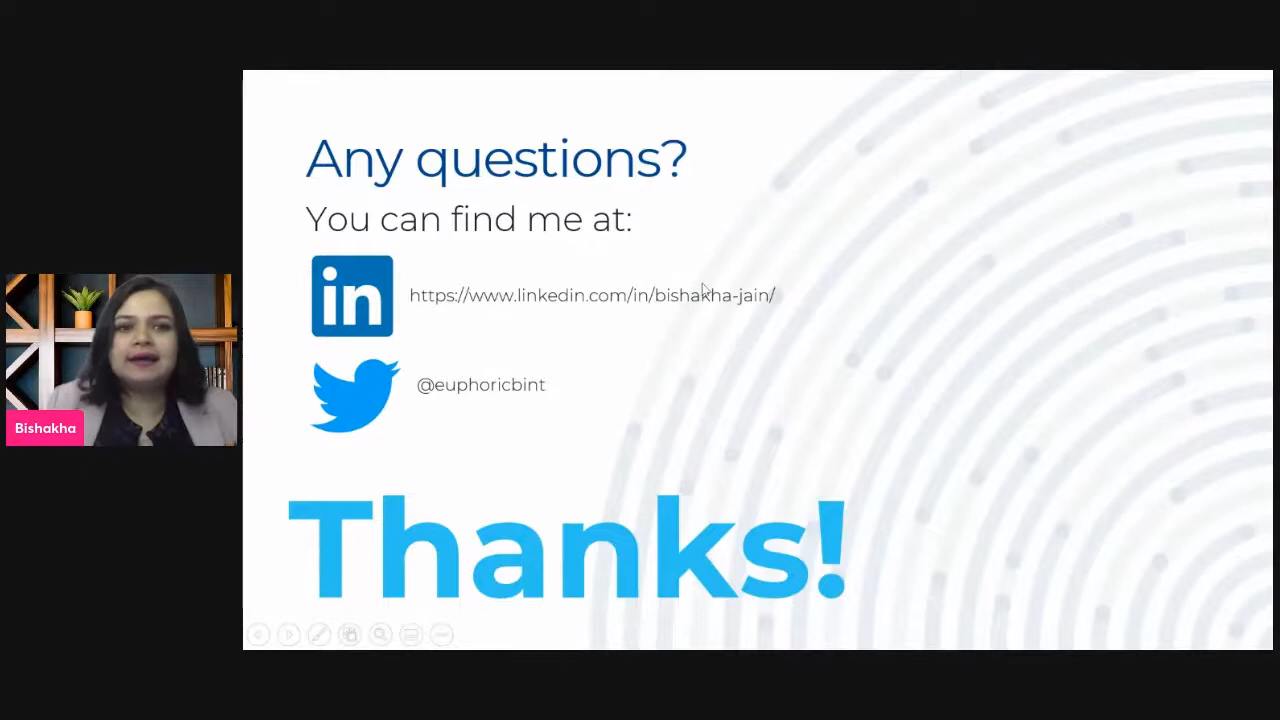 Any questions?
You can find me at:
in
https://www.linkedin.com/in/bishakha-jain/
@euphoricbint
Bishakha
Thanks!